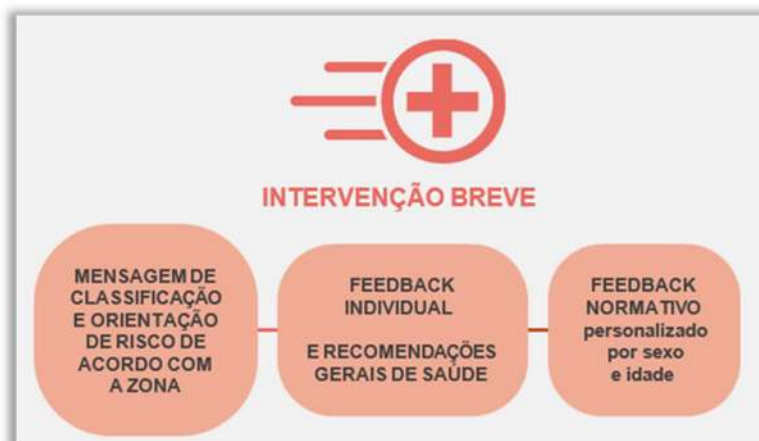 INTERVENÇÃO BREVE
MENSAGEM DE
CLASSIFICAÇÃO
E ORIENTAÇÃO
DE RISCO DE
ACORDO COM
A ZONA
FEEDBACK
INDIVIDUAL
E RECOMENDAÇÕES
GERAIS DE SAÚDE
FEEDBACK
NORMATIVO
personalizado
por sexo
e idade